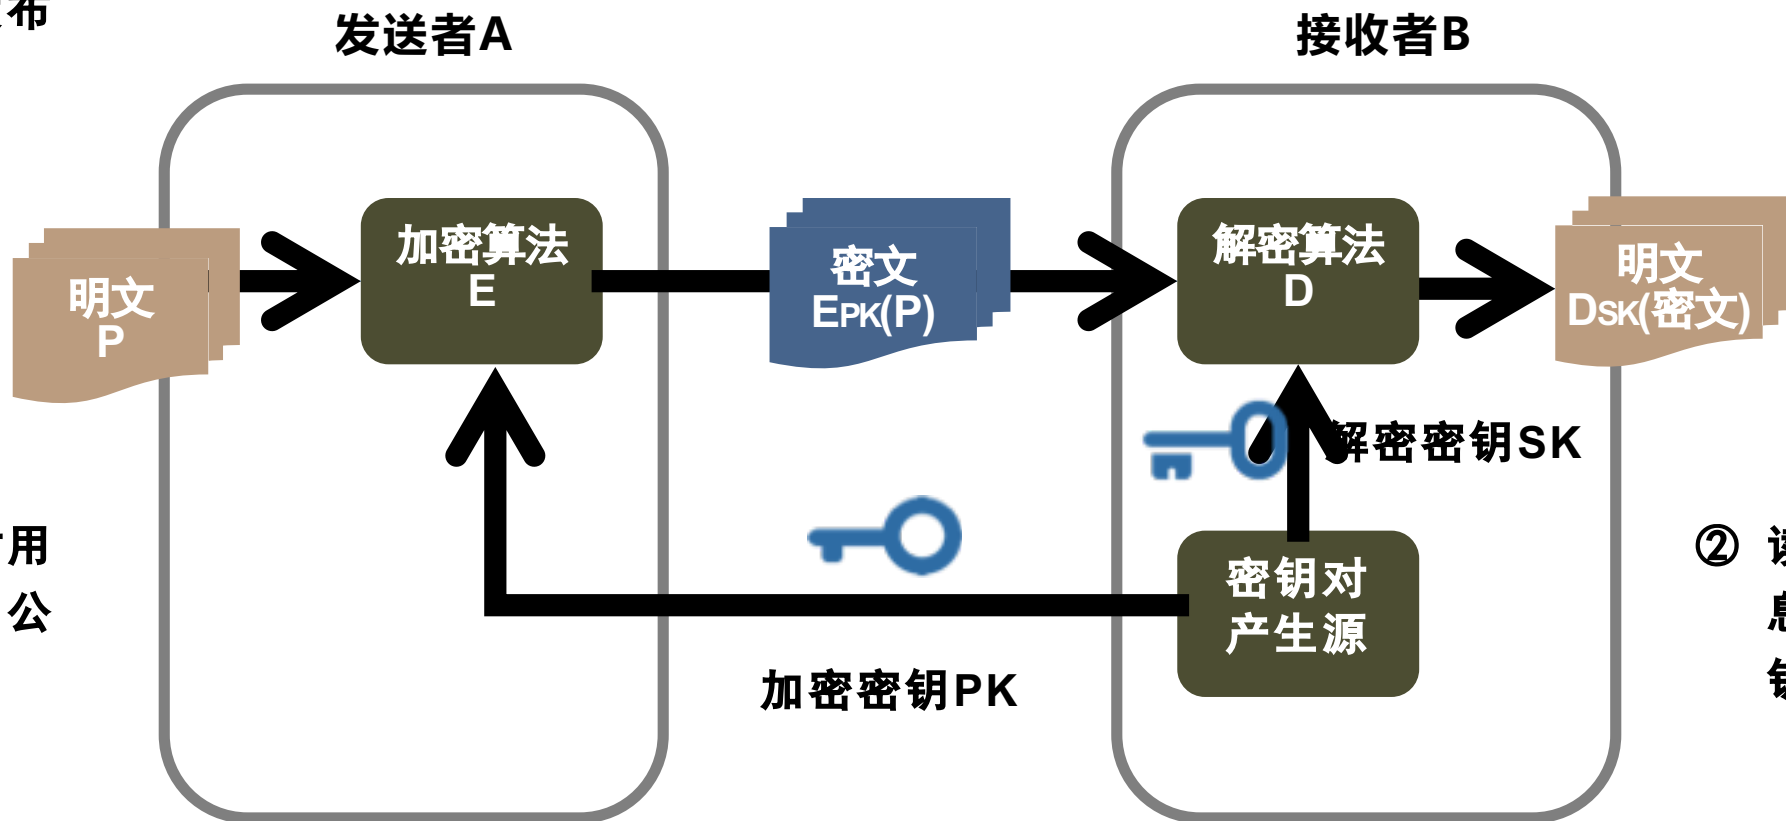 布
发送者A
接收者B
加密算法
E
密文
EPK(P)
解密算法
D
明文
DSK(密文)
明文
P
解密密钥SK
用
公
②
密钥对
产生源
加密密钥PK